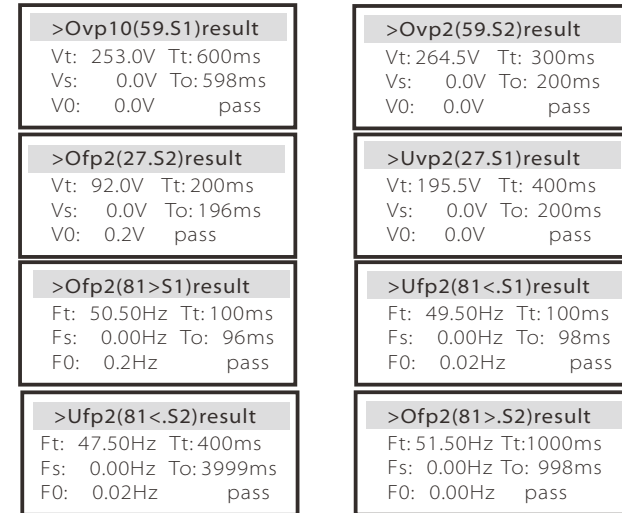 >Ovp10(59.S1)result
Vt: 253.0V Tt: 600ms
Vs: 0.0V To: 598ms
V0: 0.0V pass
>Ovp2(59.S2)result
Vt: 264.5V Tt: 300ms
Vs: 0.0V To: 200ms
V0: 0.0V pass
>Ofp2(27.S2)result
Vt: 92.0V Tt: 200ms
Vs: 0.0V To: 196ms
V0: 0.2V pass
>Uvp2(27.S1)result
Vt: 195.5V Tt: 400ms
Vs: 0.0V To: 200ms
V0: 0.0V pass
>Ofp2(81>S1)result
Ft: 50.50Hz Tt: 100ms
Fs: 0.00Hz To: 96ms
F0: 0.2Hz pass
>Ufp2(81<.S1)result
Ft: 49.50Hz Tt: 100ms
Fs: 0.00Hz To: 98ms
F0: 0.02Hz pass
>Ufp2(81<.S2)result
Ft: 47.50Hz Tt: 400ms
Fs: 0.00Hz To: 3999ms
F0: 0.02Hz pass
>Ofp2(81>.S2)result
Ft: 51.50Hz Tt:1000ms
Fs: 0.00Hz To: 998ms
F0: 0.00Hz pass